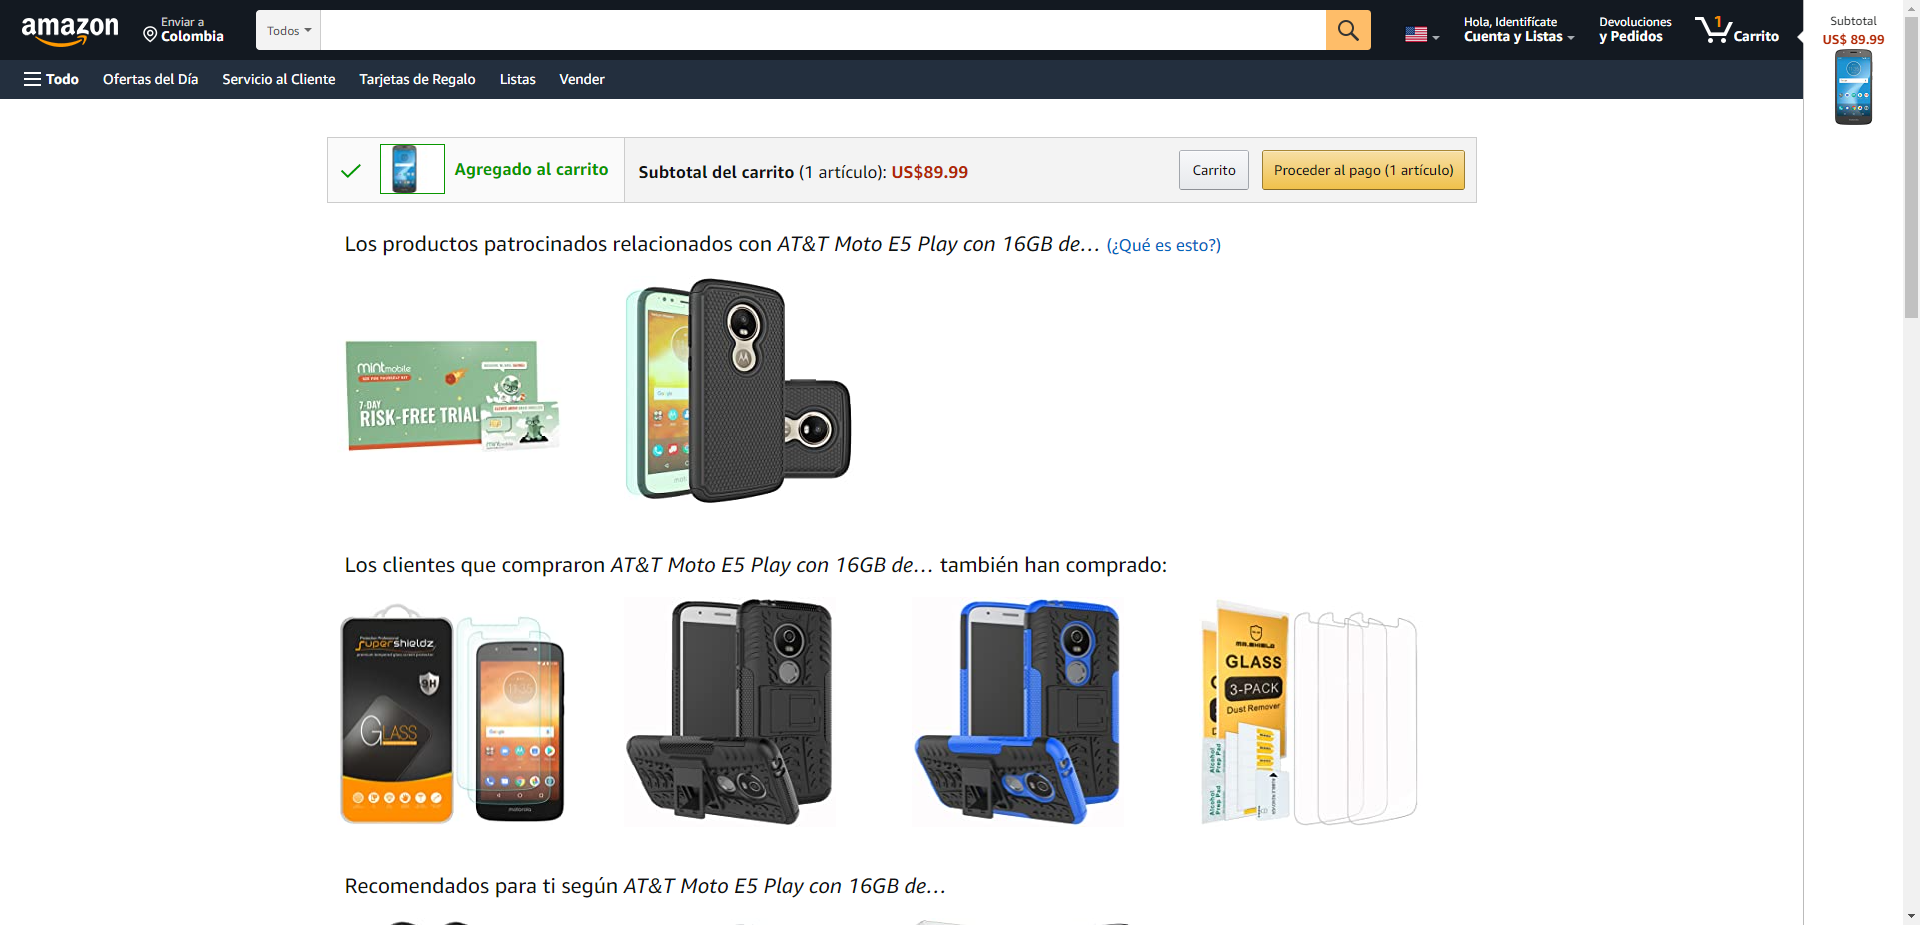 amazon
Enviar a
Colombia
Todos
Hola, Identifícate
Cuenta y Listas
Devoluciones
y Pedidos
1
Carrito
Subtotal
US$ 89.99
Todo
Ofertas del Día
Servicio al Cliente
Tarjetas de Regalo
Listas
Vender
Agregado al carrito
Subtotal del carrito (1 artículo): US$89.99
Carrito
Proceder al pago (1 artículo)
Los productos patrocinados relacionados con AT&T Moto E5 Play con 16GB de… (¿Qué es esto?)
mintmobile
7-DAY
RISK-FREE TRIAL
Los clientes que compraron AT&T Moto E5 Play con 16GB de… también han comprado:
supershieldz
9H
GLASS
motorola
MR.SHIELD
GLASS
3-PACK
Dust Remover
Alcohol
Prep Pad
Alcohol
Prep Pad
Recomendados para ti según AT&T Moto E5 Play con 16GB de…